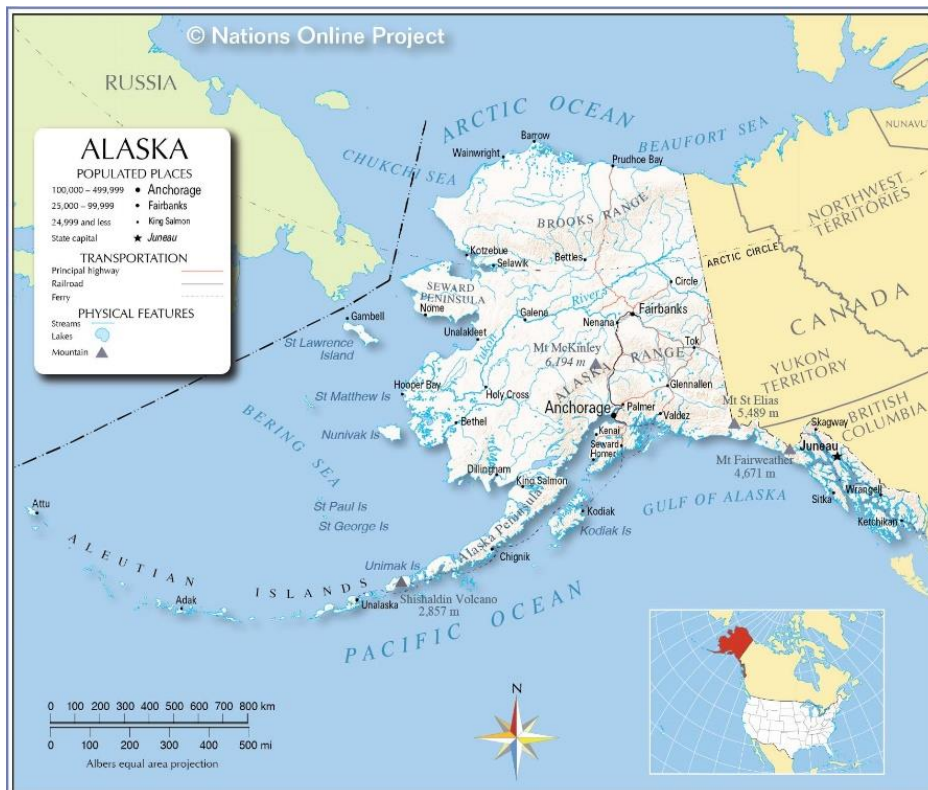 © Nations Online Project
RUSSIA
ARCTIC OCEAN
BEAUFORT SEA
CHUKCHI SEA
NUNAVU
NORTHWEST
TERRITORIES
ARCTIC CIRCLE
CANADA
YUKON
TERRITORY
BRITISH
COLUMBIA
ALASKA
POPULATED PLACES
100,000 – 499,999 Anchorage
25,000 – 99,999 Fairbanks
24,999 and less King Salmon
State capital Juneau
TRANSPORTATION
Principal highway
Railroad
Ferry
PHYSICAL FEATURES
Streams
Lakes
Mountain
Barrow
Wainwright
Prudhoe Bay
BROOKS RANGE
Kotzebue
Selawik
Bettles
SEWARD
PENINSULA
Nome
Circle
Rivers
Galena
Fairbanks
Nenana
Gambell
St Lawrence
Island
Unalakleet
Yukon
Mt McKinley
6,194 m
ALASKA RANGE
Tok
Hooper Bay
Holy Cross
Glennallen
St Matthew Is
Anchorage
Palmer
Valdez
Mt St Elias
5,489 m
Skagway
Bethel
Kenai
Nunivak Is
Seward
Homer
Juneau
Mt Fairweather
4,671 m
BERING SEA
Dillingham
King Salmon
GULF OF ALASKA
Sitka
Wrangell
Ketchikan
Attu
St Paul Is
St George Is
Alaska Peninsula
Kodiak
Kodiak Is
Chignik
Unimak Is
ALEUTIAN ISLANDS
Shishaldin Volcano
2,857 m
Adak
Unalaska
PACIFIC OCEAN
N
0 100 200 300 400 500 600 700 800 km
0 100 200 300 400 500 mi
Albers equal area projection